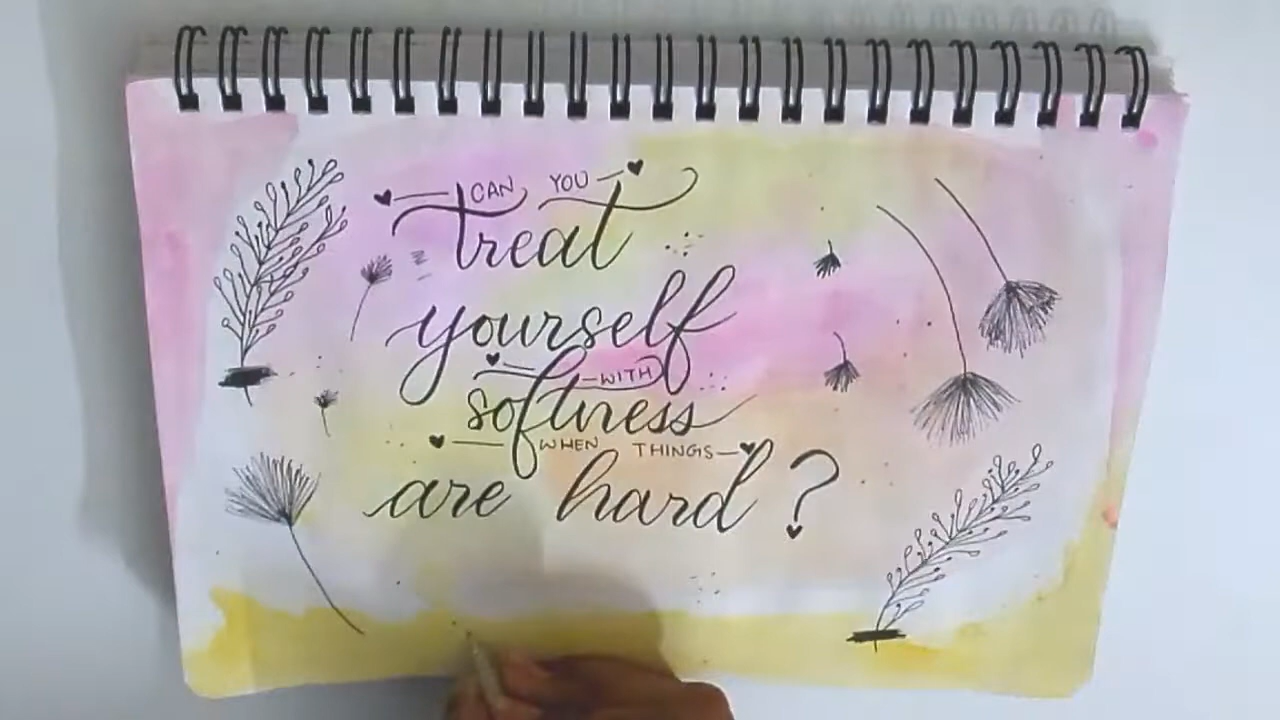 CAN YOU
treat
yourself
WITH
softness
WHEN THINGS
are hard?